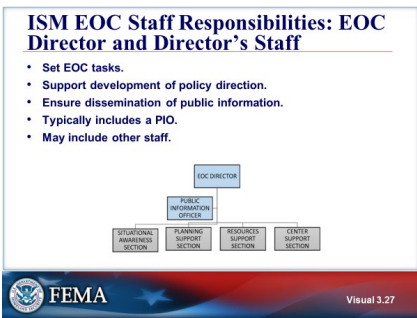 ISM EOC Staff Responsibilities: EOC
Director and Director's Staff
• Set EOC tasks.
• Support development of policy direction.
• Ensure dissemination of public information.
• Typically includes a PIO.
• May include other staff.
EOC DIRECTOR
PUBLIC
INFORMATION
OFFICER
SITUATIONAL
AWARENESS
SECTION
PLANNING
SUPPORT
SECTION
RESOURCES
SUPPORT
SECTION
CENTER
SUPPORT
SECTION
FEMA
Visual 3.27